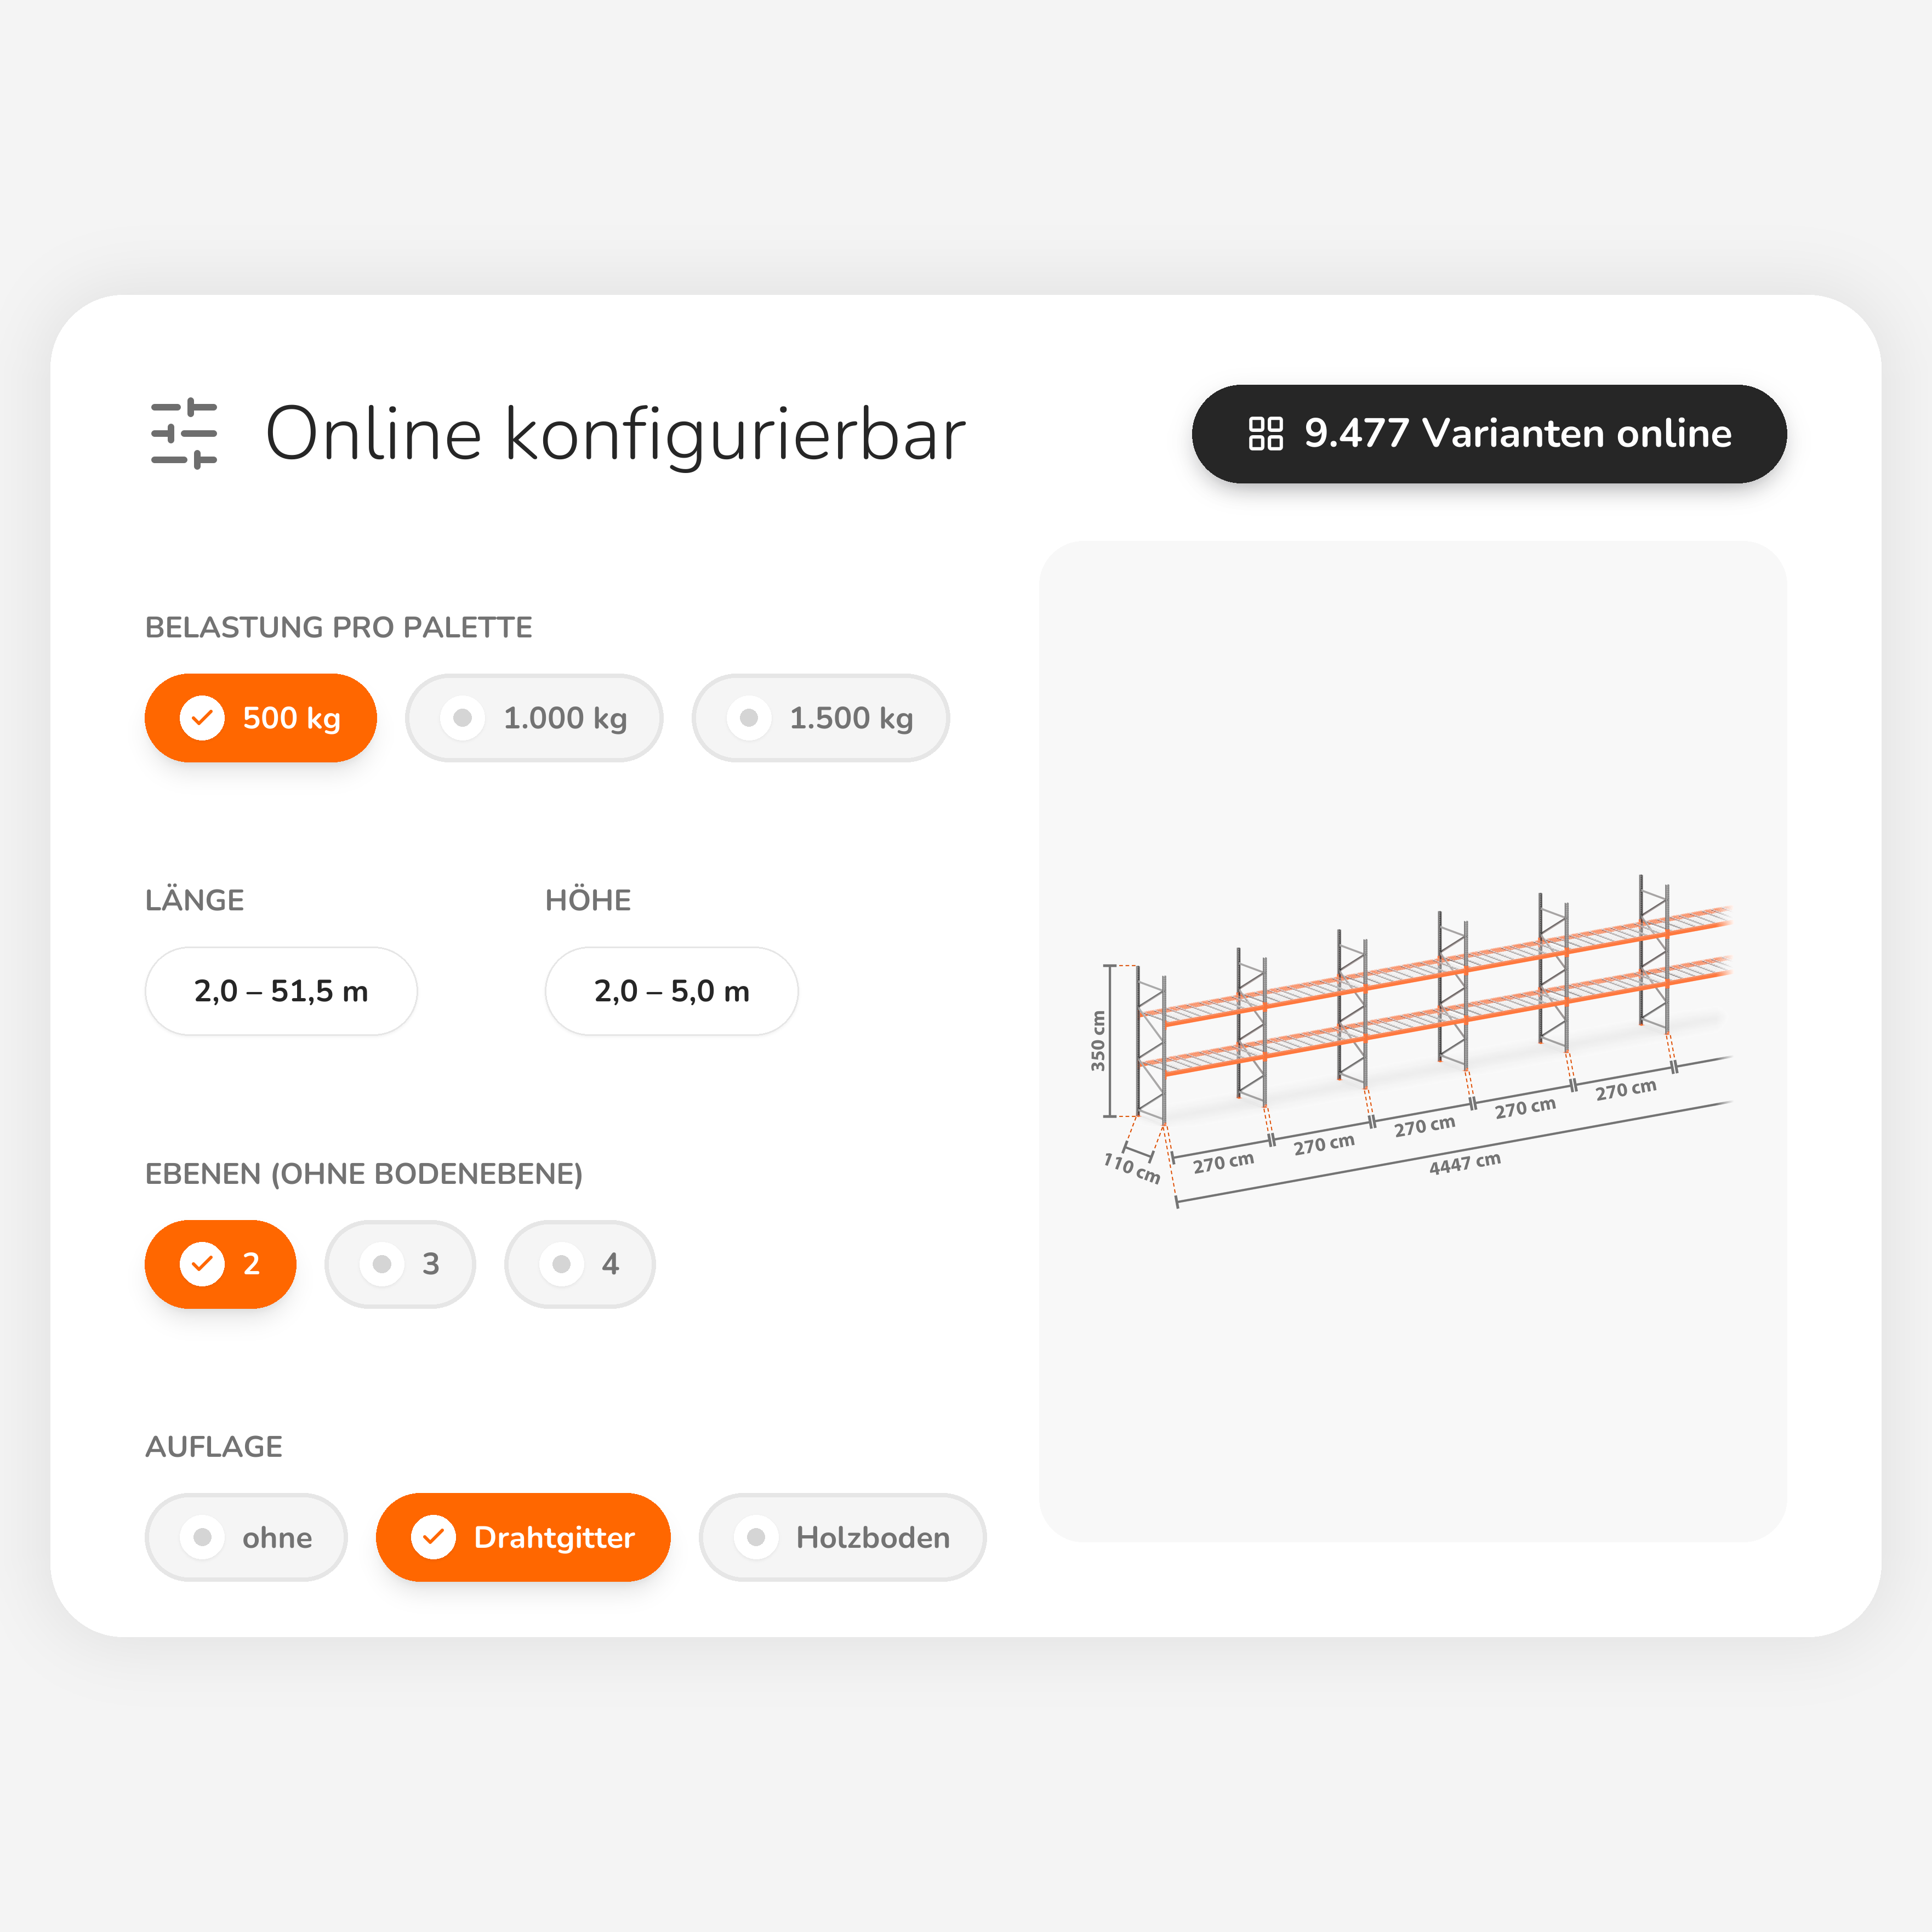 Online konfigurierbar
9.477 Varianten online
BELASTUNG PRO PALETTE
500 kg
1.000 kg
1.500 kg
LÄNGE
HÖHE
2,0 – 51,5 m
2,0 – 5,0 m
EBENEN (OHNE BODENEBENE)
2
3
4
AUFLAGE
ohne
Drahtgitter
Holzboden
350 cm
110 cm
270 cm
270 cm
270 cm
270 cm
270 cm
4447 cm